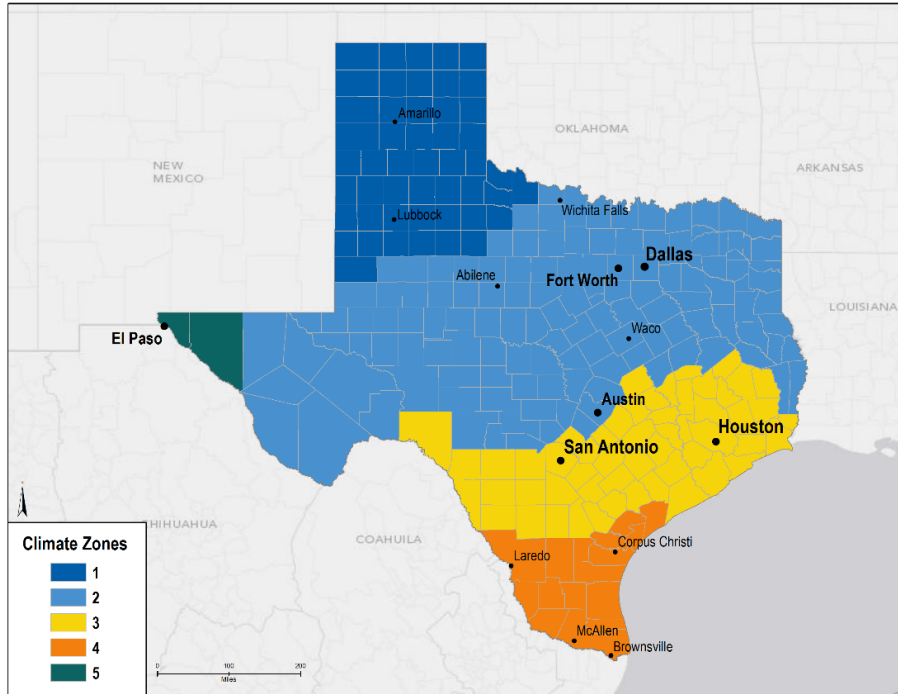 Amarillo
OKLAHOMA
NEW
MEXICO
ARKANSAS
Lubbock
Wichita Falls
Dallas
Fort Worth
Abilene
LOUISIANA
El Paso
Waco
Austin
Houston
San Antonio
CHIHUAHUA
COAHUILA
Corpus Christi
Laredo
McAllen
Brownsville
Climate Zones
1
2
3
4
5
0 100 200
Miles